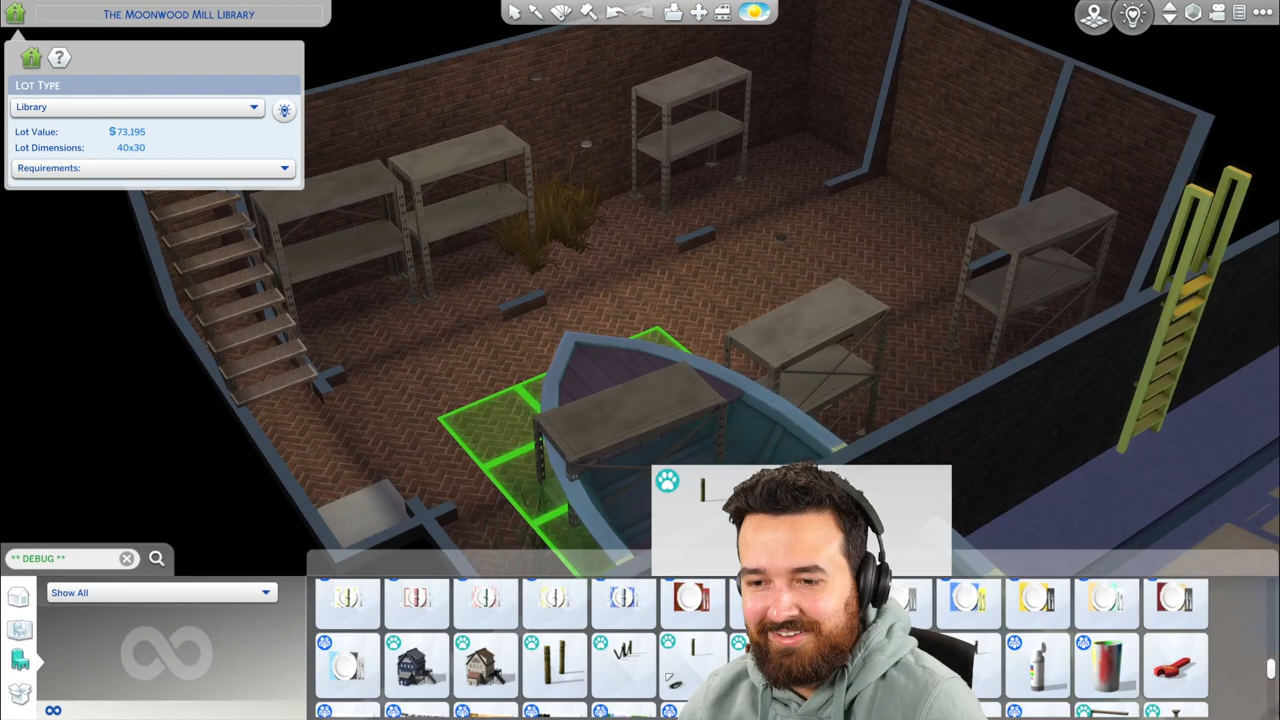 THE MOONWOOD MILL LIBRARY
?
LOT TYPE
Library
Lot Value: §73,195
Lot Dimensions: 40x30
Requirements:
** DEBUG **
Show All